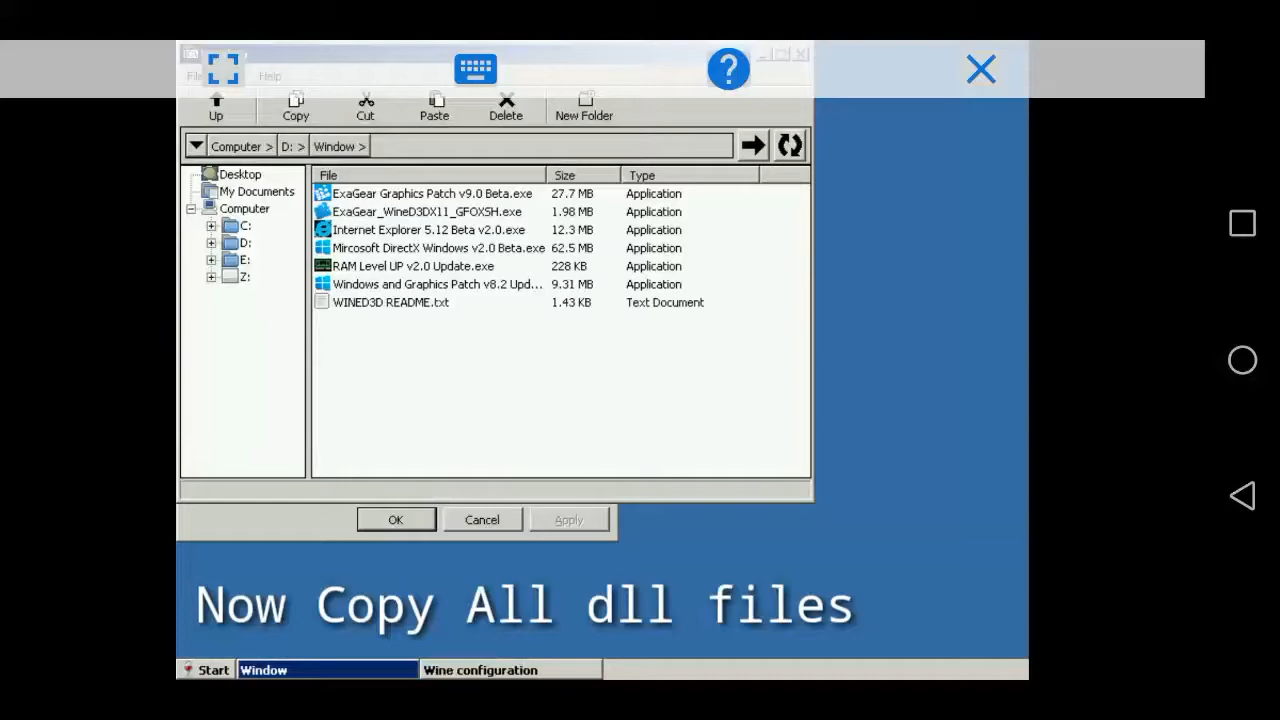 Help
Up
Copy
Cut
Paste
Delete
New Folder
Computer > D: > Window >
Desktop
My Documents
Computer
C:
D:
E:
Z:
File Size Type
ExaGear Graphics Patch v9.0 Beta.exe 27.7 MB Application
ExaGear_WineD3DX11_GFOXSH.exe 1.98 MB Application
Internet Explorer 5.12 Beta v2.0.exe 12.3 MB Application
Mircosoft DirectX Windows v2.0 Beta.exe 62.5 MB Application
RAM Level UP v2.0 Update.exe 228 KB Application
Windows and Graphics Patch v8.2 Upd... 9.31 MB Application
WINED3D README.txt 1.43 KB Text Document
OK
Cancel
Apply
Now Copy All dll files
Start
Window
Wine configuration